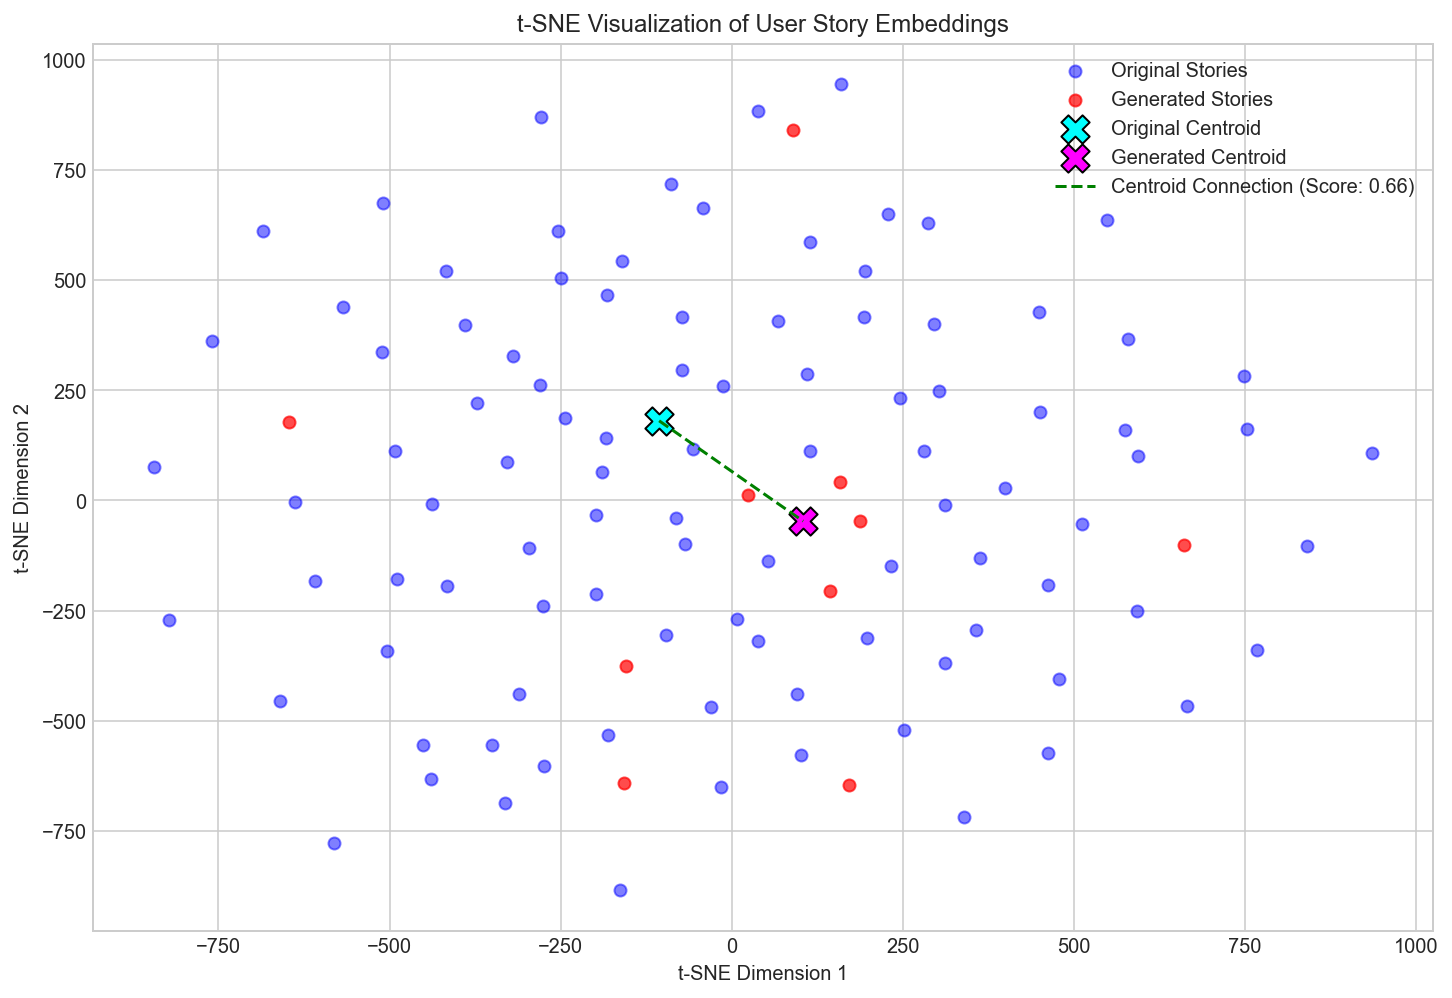 t-SNE Visualization of User Story Embeddings
Original Stories
Generated Stories
Original Centroid
Generated Centroid
Centroid Connection (Score: 0.66)
t-SNE Dimension 2
1000
750
500
250
0
−250
−500
−750
−750
−500
−250
0
250
500
750
1000
t-SNE Dimension 1